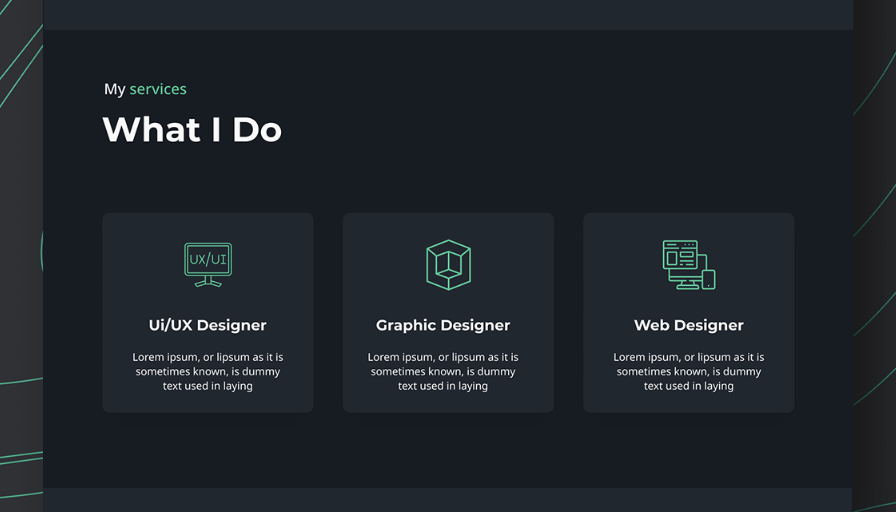 My services
What I Do
UX/UI
Ui/UX Designer
Lorem ipsum, or lipsum as it is
sometimes known, is dummy
text used in laying
Graphic Designer
Lorem ipsum, or lipsum as it is
sometimes known, is dummy
text used in laying
Web Designer
Lorem ipsum, or lipsum as it is
sometimes known, is dummy
text used in laying